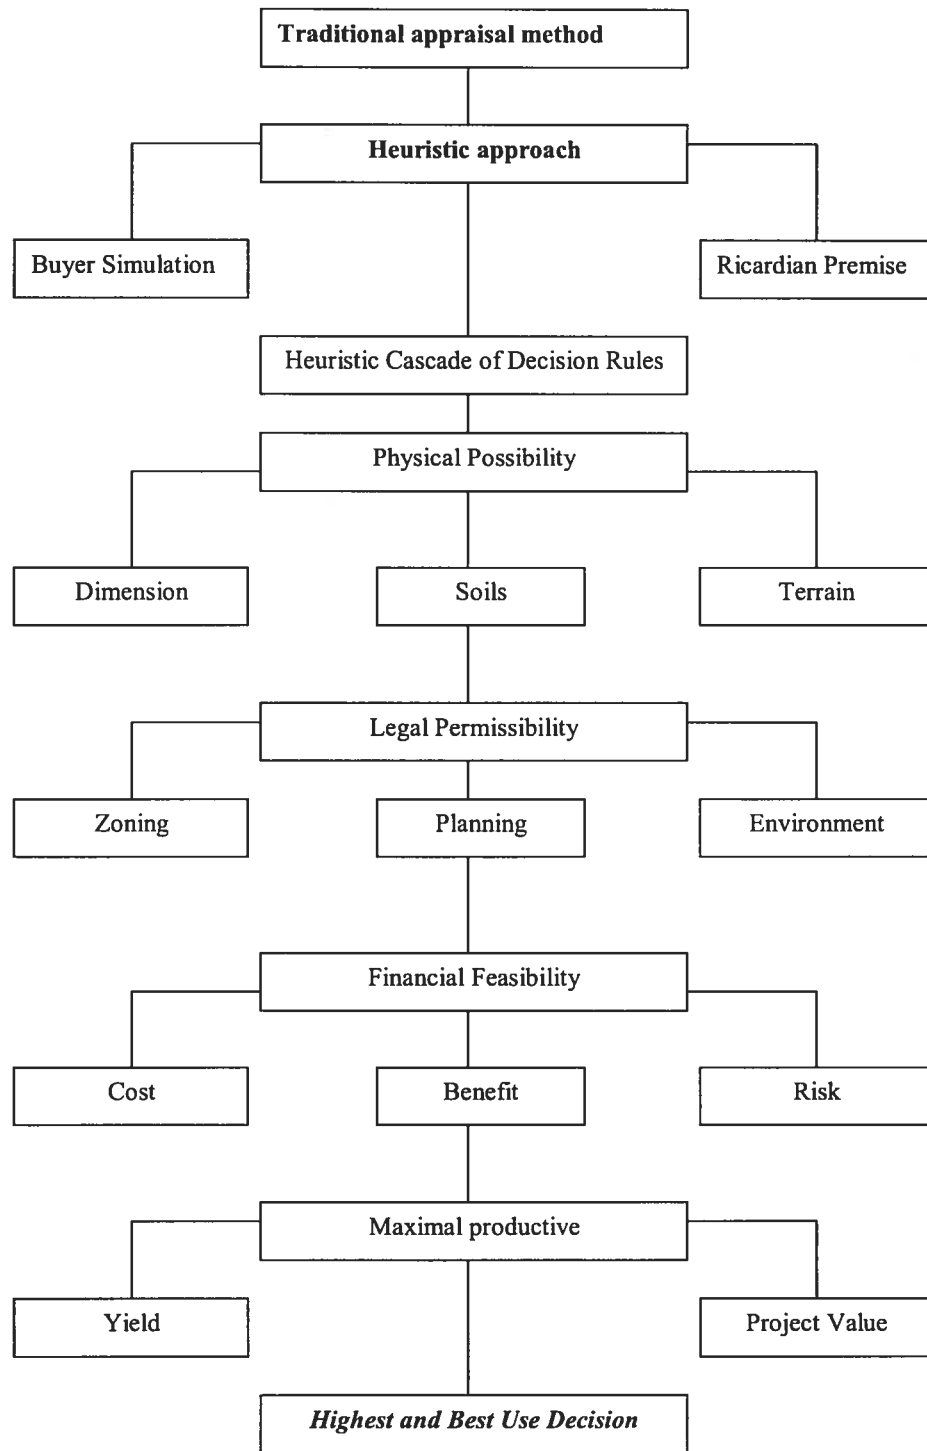 Traditional appraisal method
Heuristic approach
Buyer Simulation
Ricardian Premise
Heuristic Cascade of Decision Rules
Physical Possibility
Dimension
Soils
Terrain
Legal Permissibility
Zoning
Planning
Environment
Financial Feasibility
Cost
Benefit
Risk
Maximal productive
Yield
Project Value
Highest and Best Use Decision